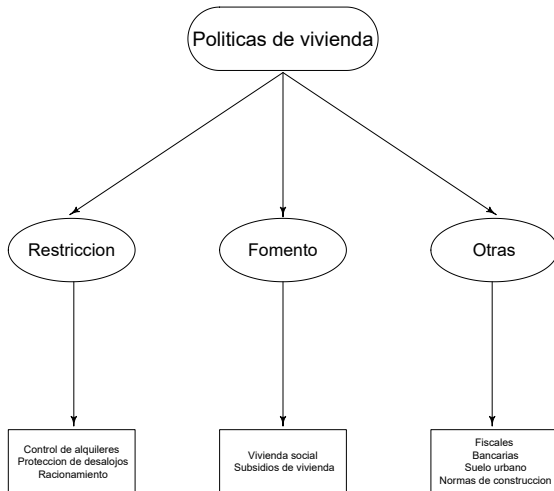 Politicas de vivienda
Restriccion
Fomento
Otras
Control de alquileres
Proteccion de desalojos
Racionamiento
Vivienda social
Subsidios de vivienda
Fiscales
Bancarias
Suelo urbano
Normas de construccion